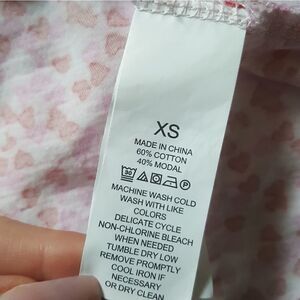 XS
MADE IN CHINA
60% COTTON
40% MODAL
30 P
MACHINE WASH COLD
WASH WITH LIKE
COLORS
DELICATE CYCLE
NON-CHLORINE BLEACH
WHEN NEEDED
TUMBLE DRY LOW
REMOVE PROMPTLY
COOL IRON IF
NECESSARY
OR DRY CLEAN